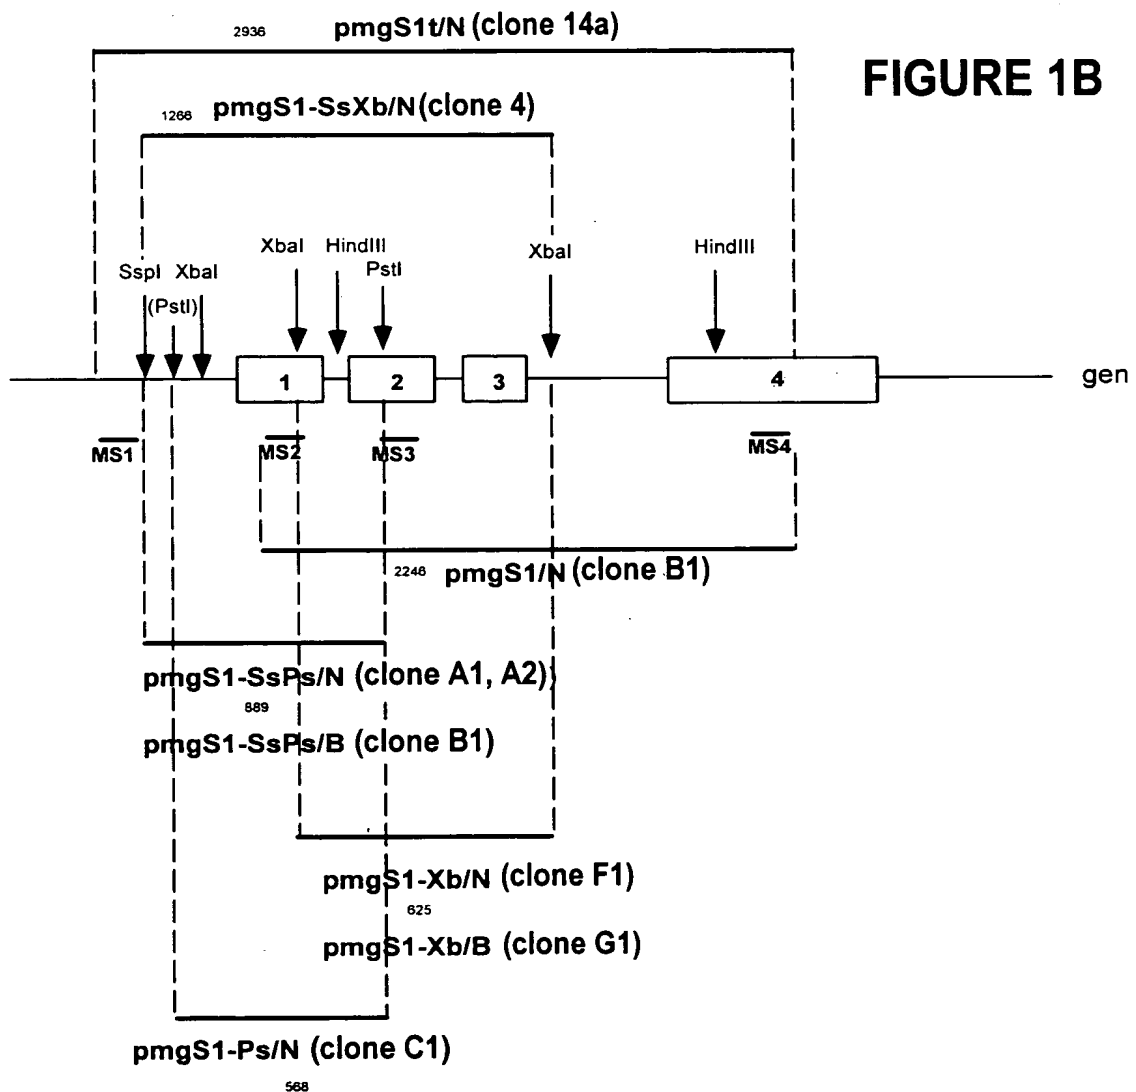 2936 pmgS1t/N (clone 14a)
FIGURE 1B
1266 pmgS1-SsXb/N (clone 4)
XbaI HindIII XbaI HindIII
SspI XbaI PstI
(PstI)
1 2 3 4 gen
MS1 MS2 MS3 MS4
2246 pmgS1/N (clone B1)
pmgS1-SsPs/N (clone A1, A2))
889
pmgS1-SsPs/B (clone B1)
pmgS1-Xb/N (clone F1)
625
pmgS1-Xb/B (clone G1)
pmgS1-Ps/N (clone C1)
568